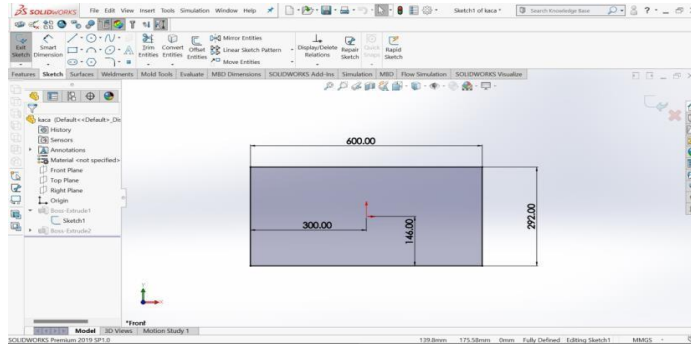 SOLIDWORKS File Edit View Insert Tools Simulation Window Help Sketch1 of kaca * Search Knowledge Base
Exit Sketch
Smart Dimension
Trim Entities
Convert Entities
Offset Entities
Mirror Entities
Linear Sketch Pattern
Move Entities
Display/Delete Relations
Repair Sketch
Quick Snaps
Rapid Sketch
Features Sketch Surfaces Weldments Mold Tools Evaluate MBD Dimensions SOLIDWORKS Add-Ins Simulation MBD Flow Simulation SOLIDWORKS Visualize
kaca (Default<<Default>_Dis
History
Sensors
Annotations
Material <not specified>
Front Plane
Top Plane
Right Plane
Origin
Boss-Extrude1
Sketch1
Boss-Extrude2
600.00
300.00
146.00
292.00
*Front
Model 3D Views Motion Study 1
SOLIDWORKS Premium 2019 SP1.0 139.8mm 175.58mm 0mm Fully Defined Editing Sketch1 MMGS